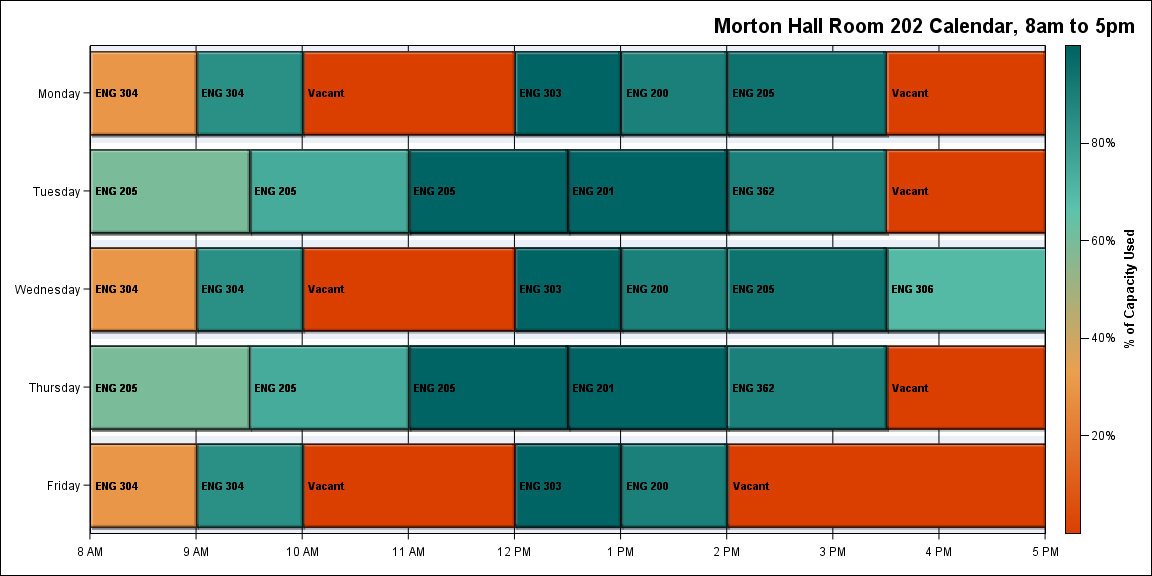 Morton Hall Room 202 Calendar, 8am to 5pm
Monday
ENG 304
ENG 304
Vacant
ENG 303
ENG 200
ENG 205
Vacant
Tuesday
ENG 205
ENG 205
ENG 205
ENG 201
ENG 362
Vacant
Wednesday
ENG 304
ENG 304
Vacant
ENG 303
ENG 200
ENG 205
ENG 306
Thursday
ENG 205
ENG 205
ENG 205
ENG 201
ENG 362
Vacant
Friday
ENG 304
ENG 304
Vacant
ENG 303
ENG 200
Vacant
8 AM
9 AM
10 AM
11 AM
12 PM
1 PM
2 PM
3 PM
4 PM
5 PM
80%
60%
40%
20%
% of Capacity Used